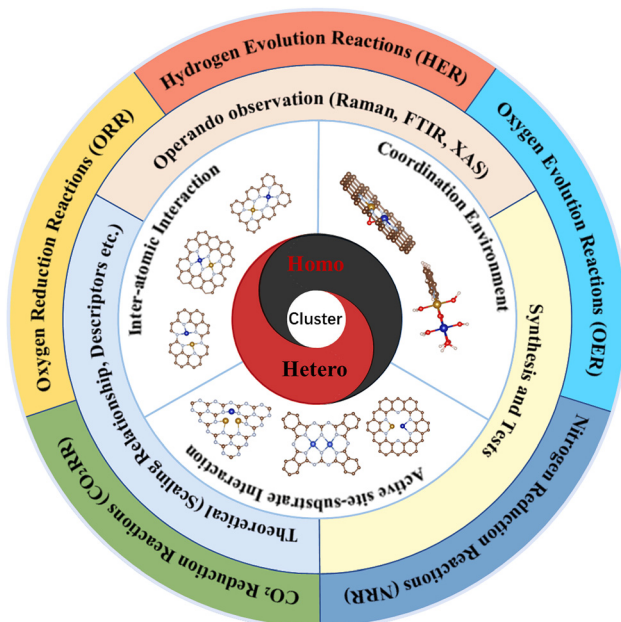 Hydrogen Evolution Reactions (HER)
Oxygen Evolution Reactions (OER)
Nitrogen Reduction Reactions (NRR)
CO₂ Reduction Reactions (CO₂RR)
Oxygen Reduction Reactions (ORR)
Operando observation (Raman, FTIR, XAS)
Synthesis and Tests
Theoretical (Scaling Relationship, Descriptors etc.)
Inter-atomic Interaction
Coordination Environment
Active site-substrate Interaction
Homo
Cluster
Hetero